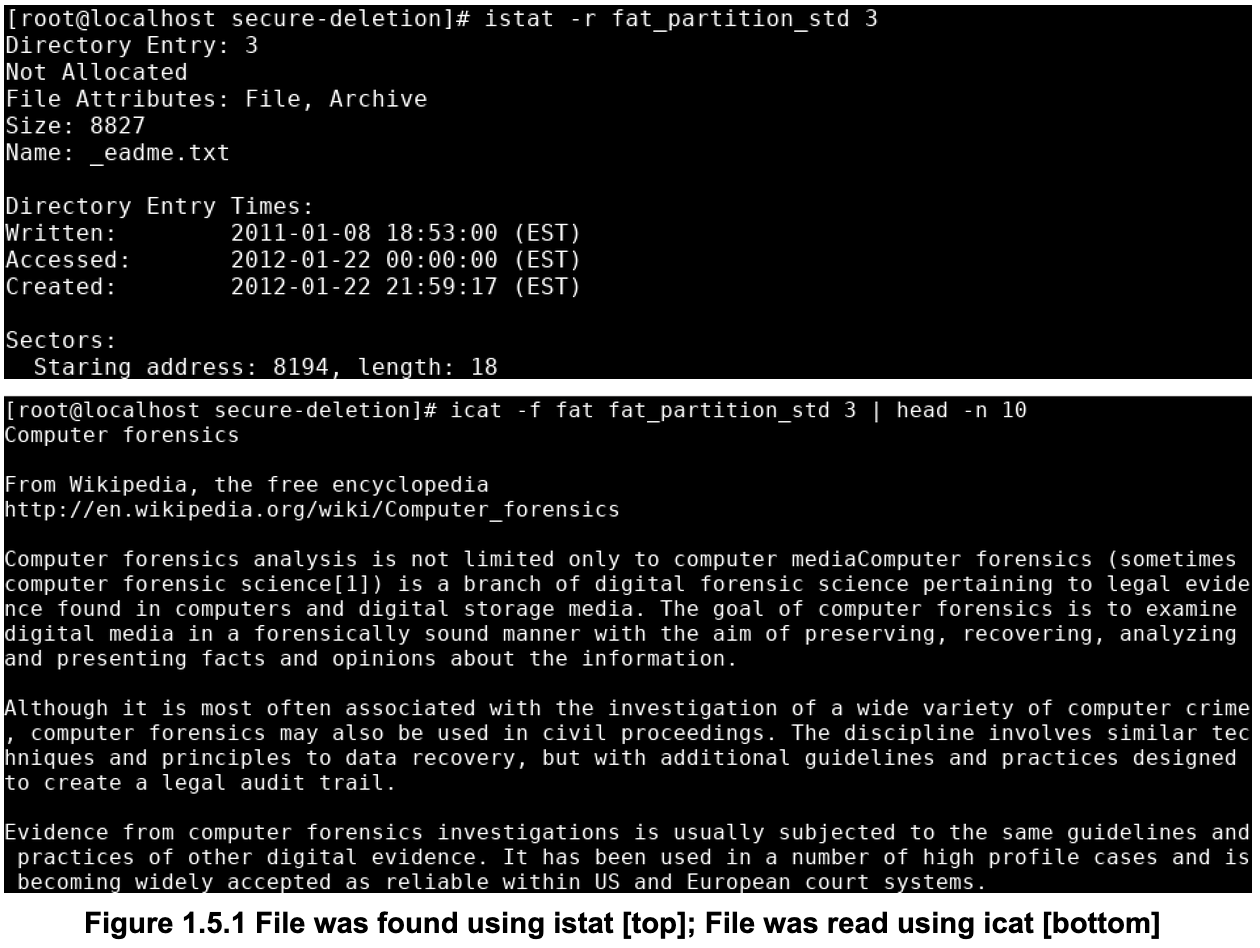 [root@localhost secure-deletion]# istat -r fat_partition_std 3
Directory Entry: 3
Not Allocated
File Attributes: File, Archive
Size: 8827
Name: _eadme.txt
Directory Entry Times:
Written:        2011-01-08 18:53:00 (EST)
Accessed:       2012-01-22 00:00:00 (EST)
Created:        2012-01-22 21:59:17 (EST)
Sectors:
  Staring address: 8194, length: 18
[root@localhost secure-deletion]# icat -f fat fat_partition_std 3 | head -n 10
Computer forensics
From Wikipedia, the free encyclopedia
http://en.wikipedia.org/wiki/Computer_forensics
Computer forensics analysis is not limited only to computer mediaComputer forensics (sometimes
computer forensic science[1]) is a branch of digital forensic science pertaining to legal evide
nce found in computers and digital storage media. The goal of computer forensics is to examine
digital media in a forensically sound manner with the aim of preserving, recovering, analyzing
and presenting facts and opinions about the information.
Although it is most often associated with the investigation of a wide variety of computer crime
, computer forensics may also be used in civil proceedings. The discipline involves similar tec
hniques and principles to data recovery, but with additional guidelines and practices designed
to create a legal audit trail.
Evidence from computer forensics investigations is usually subjected to the same guidelines and
 practices of other digital evidence. It has been used in a number of high profile cases and is
 becoming widely accepted as reliable within US and European court systems.
Figure 1.5.1 File was found using istat [top]; File was read using icat [bottom]